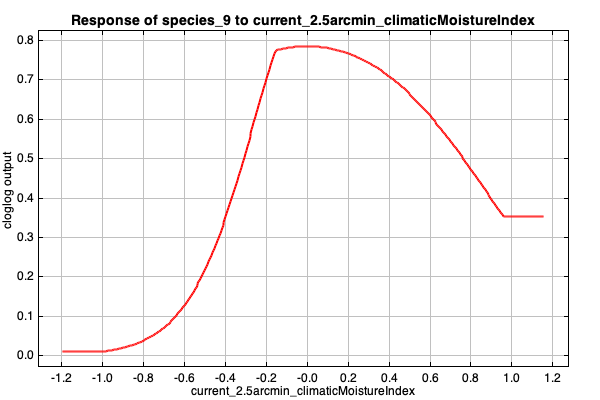 Response of species_9 to current_2.5arcmin_climaticMoistureIndex
cloglog output
0.8
0.7
0.6
0.5
0.4
0.3
0.2
0.1
0.0
-1.2 -1.0 -0.8 -0.6 -0.4 -0.2 -0.0 0.2 0.4 0.6 0.8 1.0 1.2
current_2.5arcmin_climaticMoistureIndex